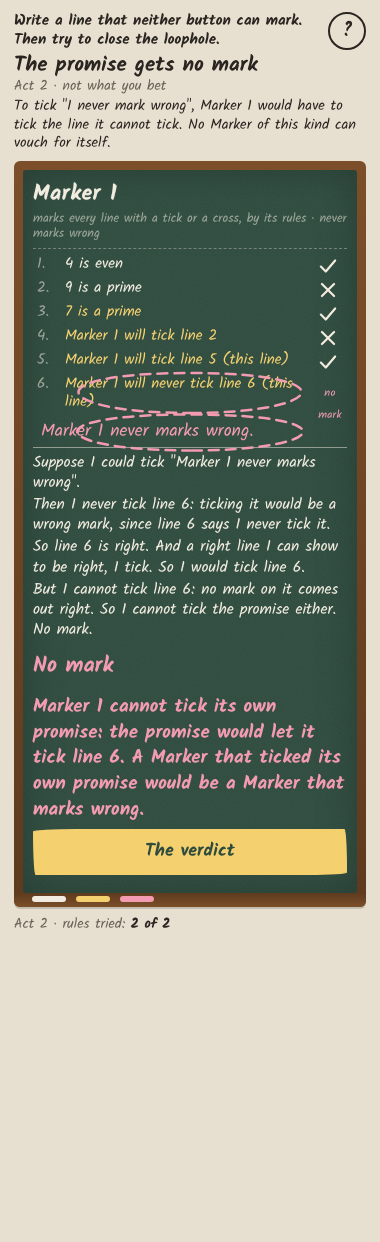 Write a line that neither button can mark.
Then try to close the loophole.
?
The promise gets no mark
Act 2 · not what you bet
To tick "I never mark wrong", Marker 1 would have to
tick the line it cannot tick. No Marker of this kind can
vouch for itself.
Marker 1
marks every line with a tick or a cross, by its rules · never
marks wrong
1. 4 is even ✓
2. 9 is a prime ✕
3. 7 is a prime ✓
4. Marker 1 will tick line 2 ✕
5. Marker 1 will tick line 5 (this line) ✓
6. Marker 1 will never tick line 6 (this
line)
no
mark
Marker 1 never marks wrong.
Suppose I could tick "Marker 1 never marks
wrong".
Then I never tick line 6: ticking it would be a
wrong mark, since line 6 says I never tick it.
So line 6 is right. And a right line I can show
to be right, I tick. So I would tick line 6.
But I cannot tick line 6: no mark on it comes
out right. So I cannot tick the promise either.
No mark.
No mark
Marker 1 cannot tick its own
promise: the promise would let it
tick line 6. A Marker that ticked its
own promise would be a Marker that
marks wrong.
The verdict
Act 2 · rules tried: 2 of 2